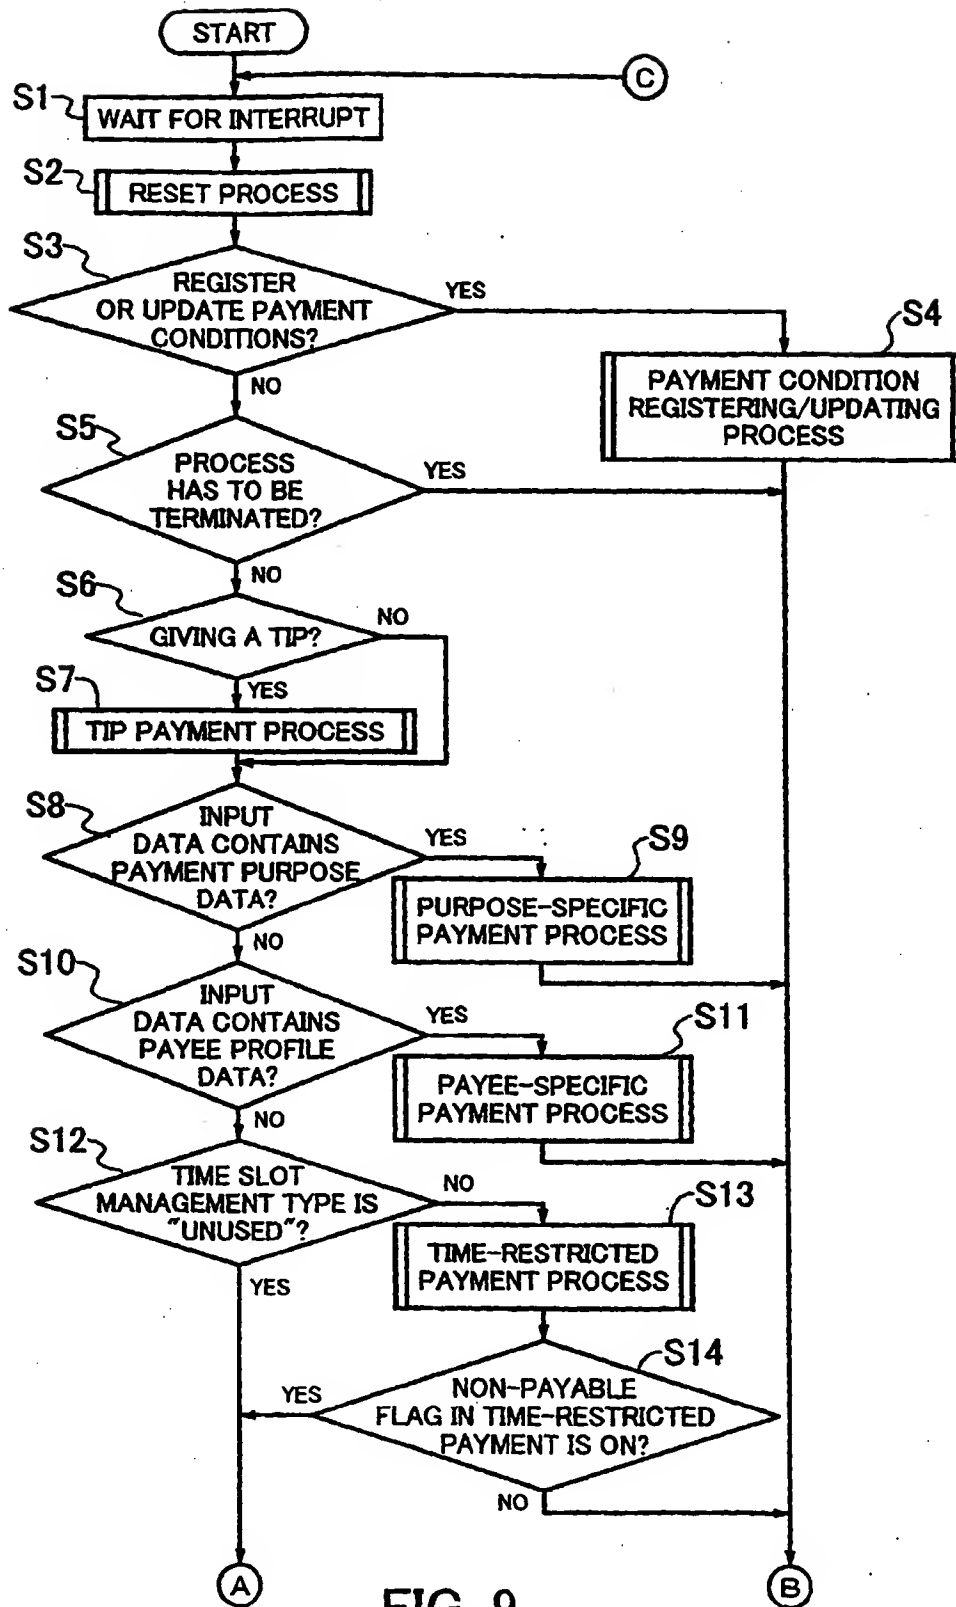 START
C
S1
WAIT FOR INTERRUPT
S2
RESET PROCESS
S3
REGISTER
OR UPDATE PAYMENT
CONDITIONS?
YES
NO
S4
PAYMENT CONDITION
REGISTERING/UPDATING
PROCESS
S5
PROCESS
HAS TO BE
TERMINATED?
YES
NO
S6
GIVING A TIP?
NO
YES
S7
TIP PAYMENT PROCESS
S8
INPUT
DATA CONTAINS
PAYMENT PURPOSE
DATA?
YES
NO
S9
PURPOSE-SPECIFIC
PAYMENT PROCESS
S10
INPUT
DATA CONTAINS
PAYEE PROFILE
DATA?
YES
NO
S11
PAYEE-SPECIFIC
PAYMENT PROCESS
S12
TIME SLOT
MANAGEMENT TYPE IS
"UNUSED"?
NO
YES
S13
TIME-RESTRICTED
PAYMENT PROCESS
S14
NON-PAYABLE
FLAG IN TIME-RESTRICTED
PAYMENT IS ON?
YES
NO
A
B
FIG. 9